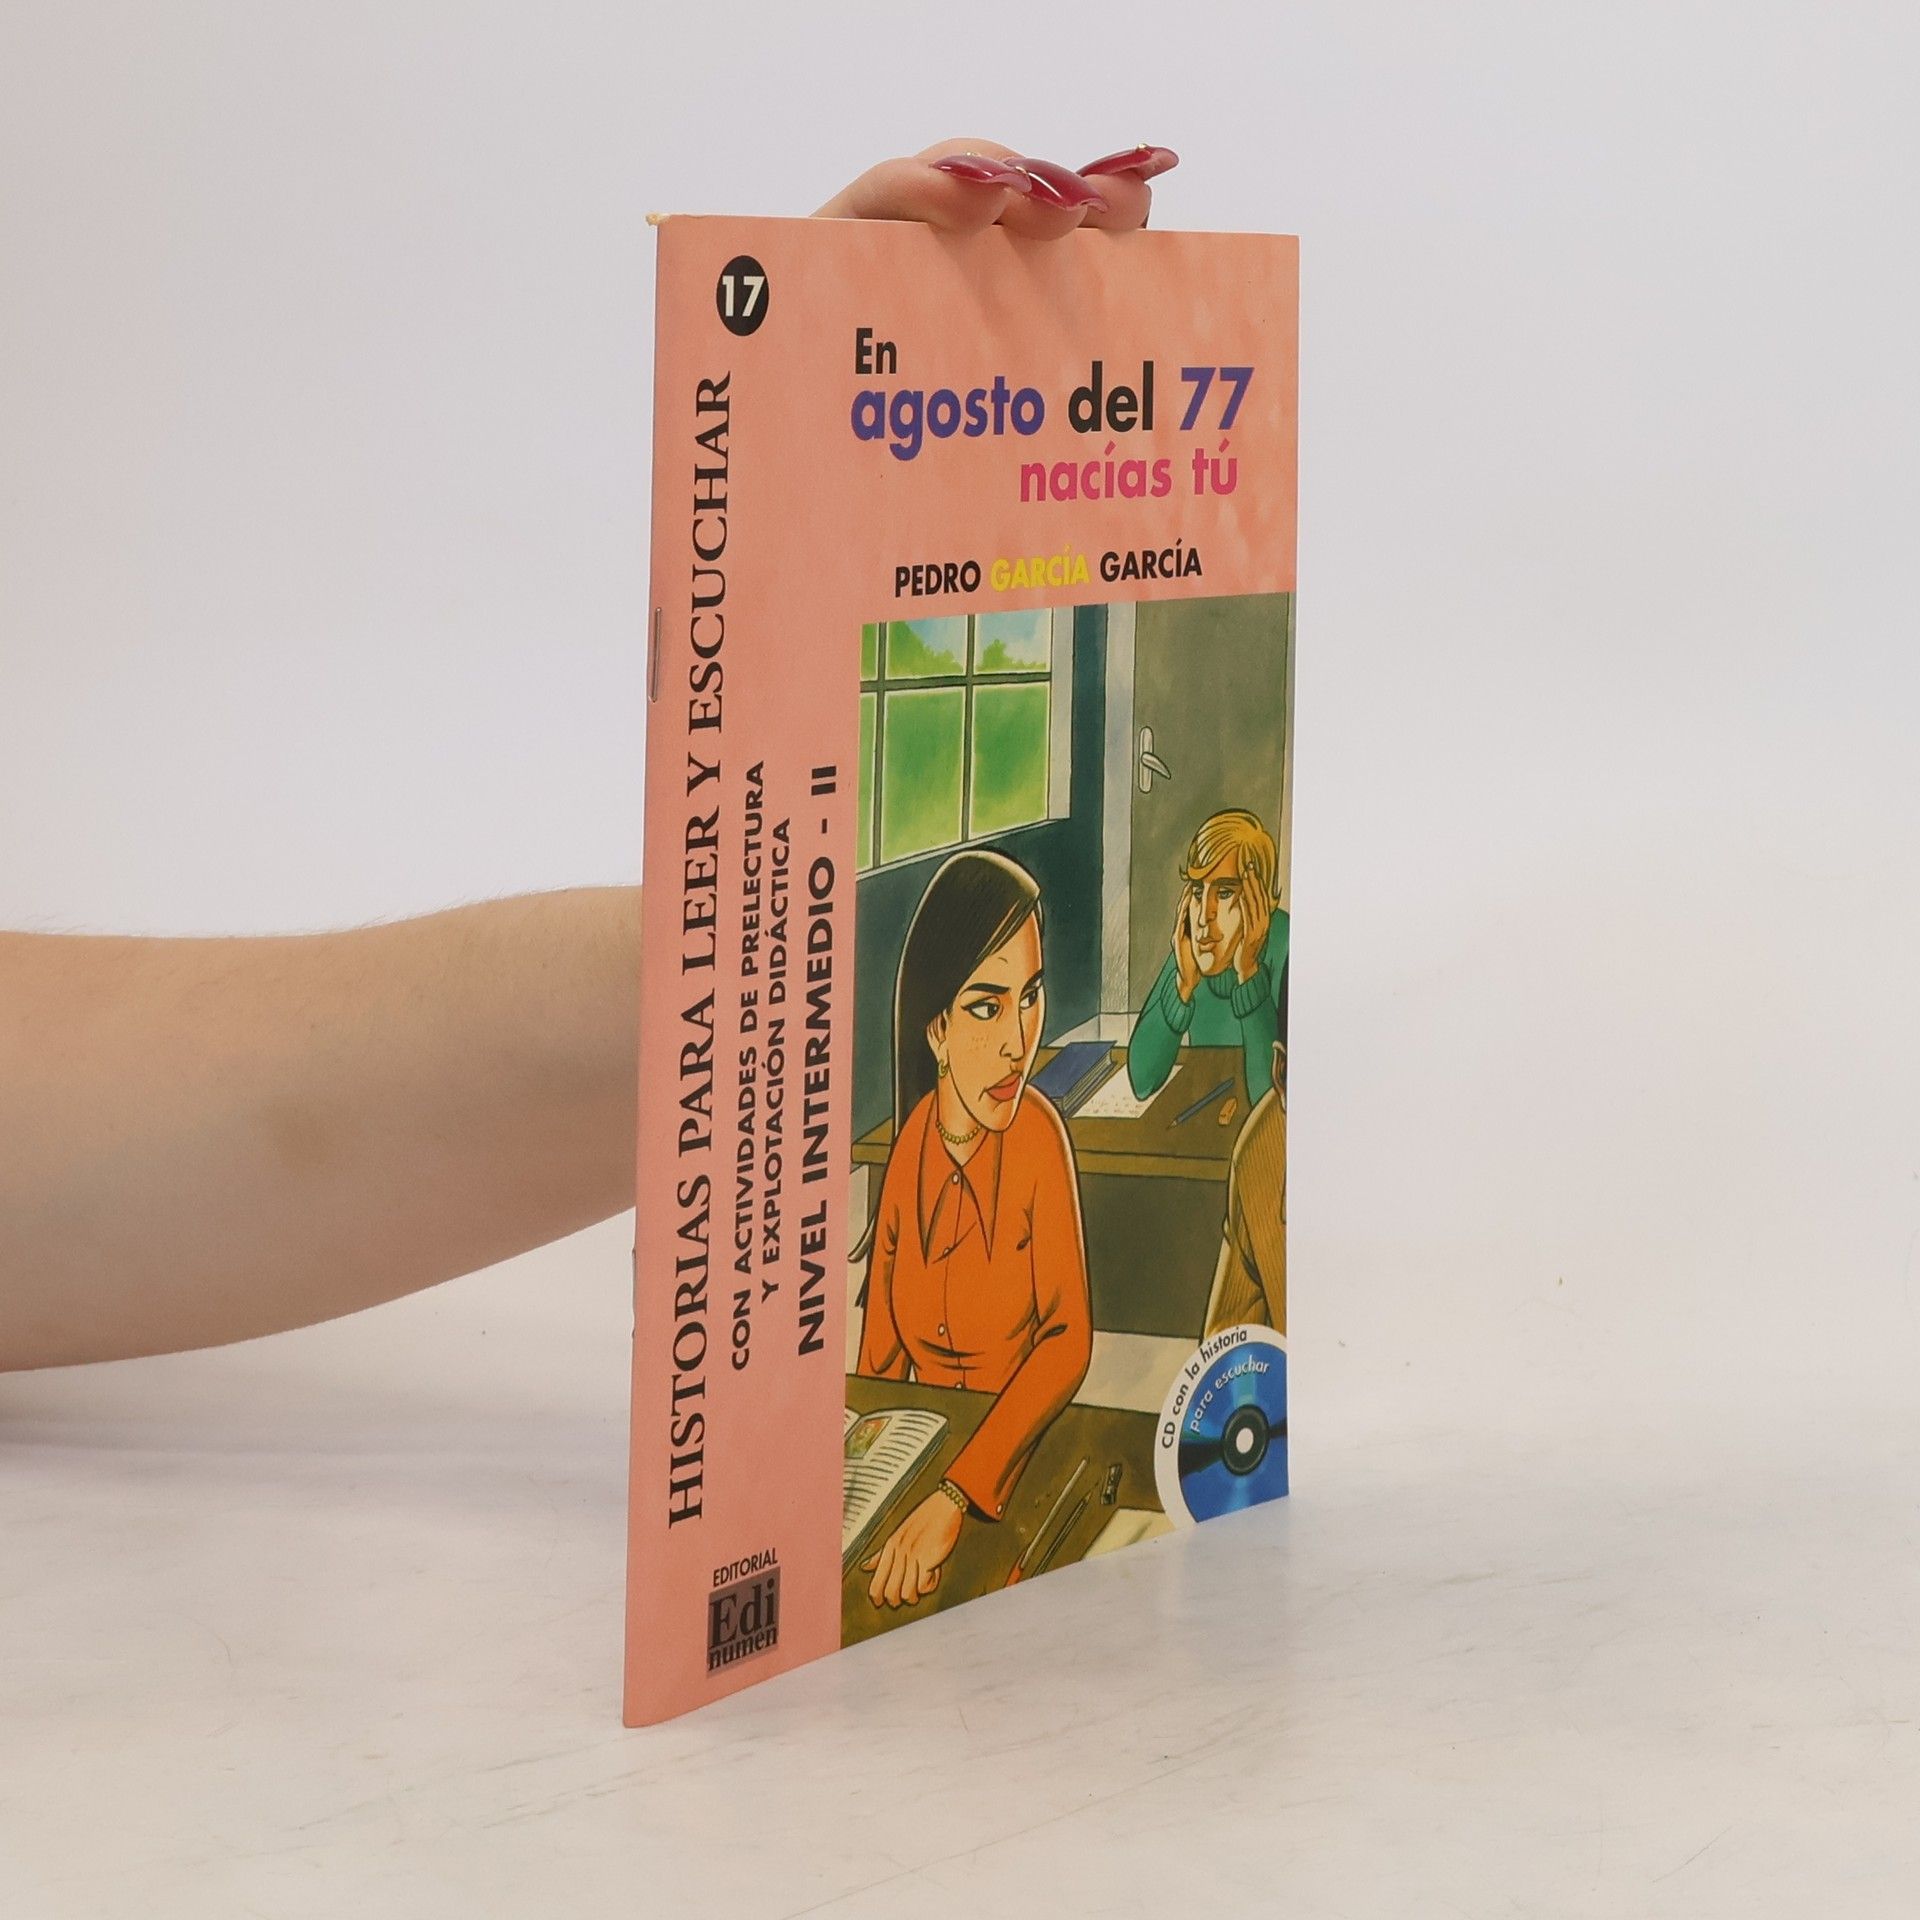 17
En
agosto del 77
nacías tú
PEDRO GARCÍA GARCÍA
HISTORIAS PARA LEER Y ESCUCHAR
CON ACTIVIDADES DE PRELECTURA
Y EXPLOTACIÓN DIDÁCTICA
NIVEL INTERMEDIO - II
CD con la historia
para escuchar
EDITORIAL
Edi
numen